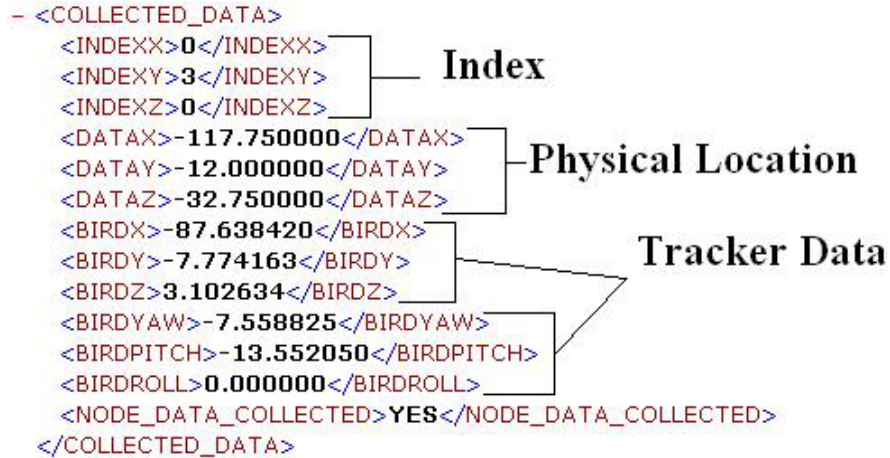 - <COLLECTED_DATA>
<INDEXX>0</INDEXX>
<INDEXY>3</INDEXY>
<INDEXZ>0</INDEXZ>
Index
<DATAX>-117.750000</DATAX>
<DATAY>-12.000000</DATAY>
<DATAZ>-32.750000</DATAZ>
Physical Location
<BIRDX>-87.638420</BIRDX>
<BIRDY>-7.774163</BIRDY>
<BIRDZ>3.102634</BIRDZ>
Tracker Data
<BIRDYAW>-7.558825</BIRDYAW>
<BIRDPITCH>-13.552050</BIRDPITCH>
<BIRDROLL>0.000000</BIRDROLL>
<NODE_DATA_COLLECTED>YES</NODE_DATA_COLLECTED>
</COLLECTED_DATA>